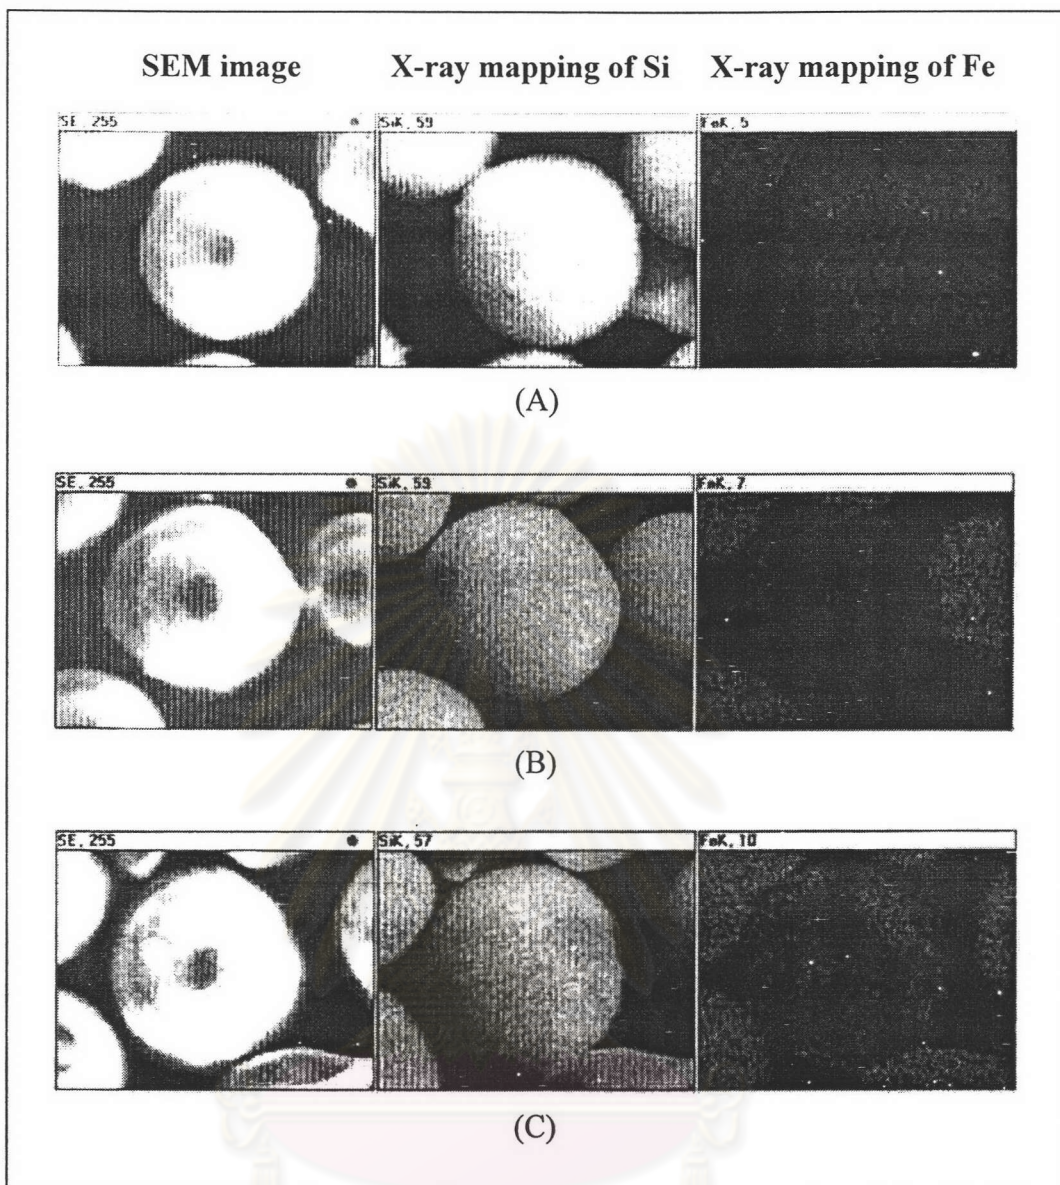 SEM image X-ray mapping of Si X-ray mapping of Fe
SE, 255 SiK, 59 FeK, 5
(A)
SE, 255 SiK, 59 FeK, 7
(B)
SE, 255 SiK, 57 FeK, 10
(C)